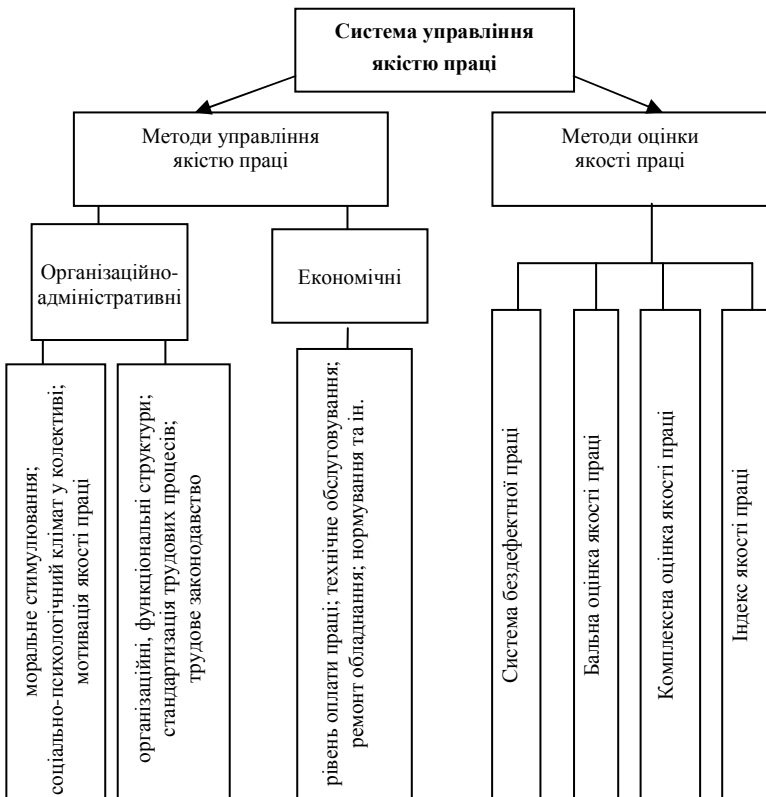 Система управління
якістю праці
Методи управління
якістю праці
Методи оцінки
якості праці
Організаційно-
адміністративні
Економічні
моральне стимулювання;
соціально-психологічний клімат у колективі;
мотивація якості праці
організаційні, функціональні структури;
стандартизація трудових процесів;
трудове законодавство
рівень оплати праці; технічне обслуговування;
ремонт обладнання; нормування та ін.
Система бездефектної праці
Бальна оцінка якості праці
Комплексна оцінка якості праці
Індекс якості праці